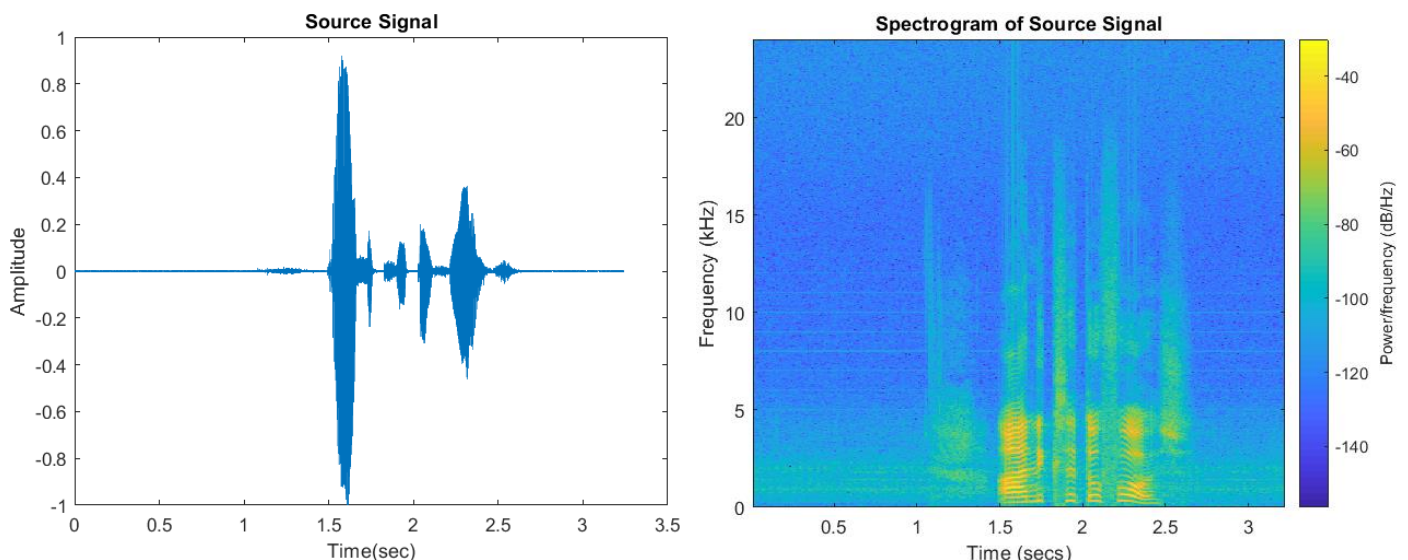 Source Signal
1
0.8
0.6
0.4
0.2
0
-0.2
-0.4
-0.6
-0.8
-1
Amplitude
0 0.5 1 1.5 2 2.5 3 3.5
Time(sec)
Spectrogram of Source Signal
20
15
10
5
0
Frequency (kHz)
0.5 1 1.5 2 2.5 3
Time (secs)
-40
-60
-80
-100
-120
-140
Power/frequency (dB/Hz)